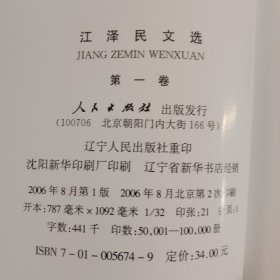 江泽民文选
JIANG ZEMIN WENXUAN
第一卷
人民出版社 出版发行
(100706 北京朝阳门内大街166号)
辽宁人民出版社重印
沈阳新华印刷厂印刷 辽宁省新华书店经销
2006年8月第1版 2006年8月北京第2次印刷
开本:787毫米×1092毫米 1/32 印张:21 插页:1
字数:441千 印数:50,001-100,000册
ISBN 7-01-005674-9 定价:34.00元